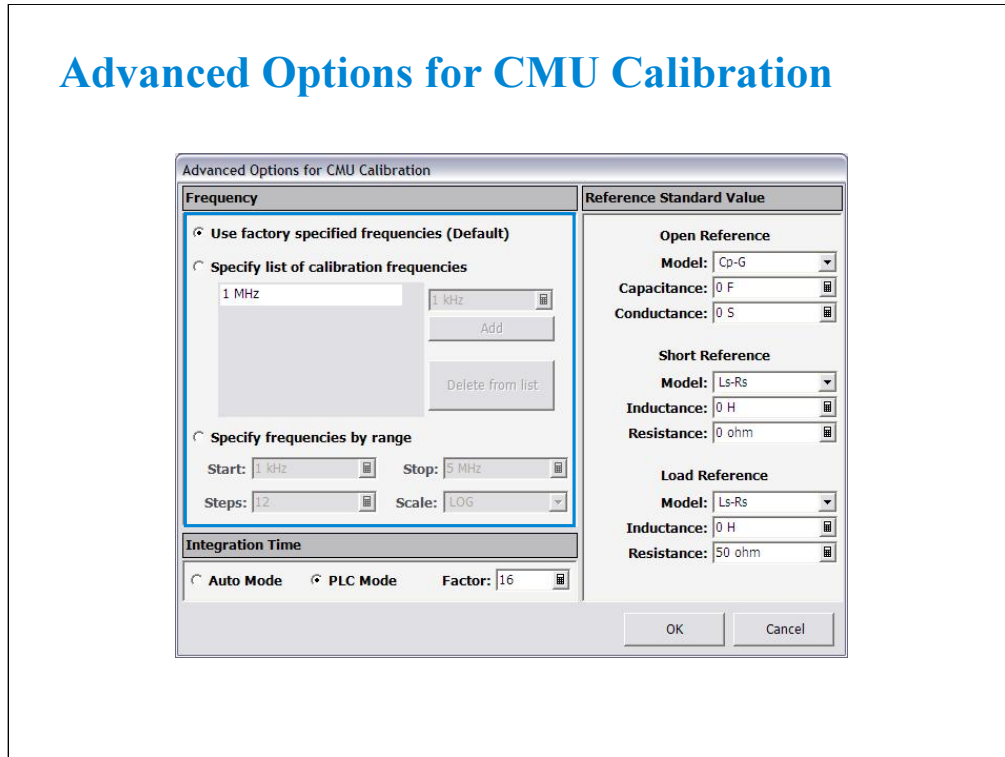 Advanced Options for CMU Calibration
Advanced Options for CMU Calibration
Frequency
Use factory specified frequencies (Default)
Specify list of calibration frequencies
1 MHz
1 kHz
Add
Delete from list
Specify frequencies by range
Start: 1 kHz Stop: 5 MHz
Steps: 12 Scale: LOG
Integration Time
Auto Mode PLC Mode Factor: 16
Reference Standard Value
Open Reference
Model: Cp-G
Capacitance: 0 F
Conductance: 0 S
Short Reference
Model: Ls-Rs
Inductance: 0 H
Resistance: 0 ohm
Load Reference
Model: Ls-Rs
Inductance: 0 H
Resistance: 50 ohm
OK Cancel